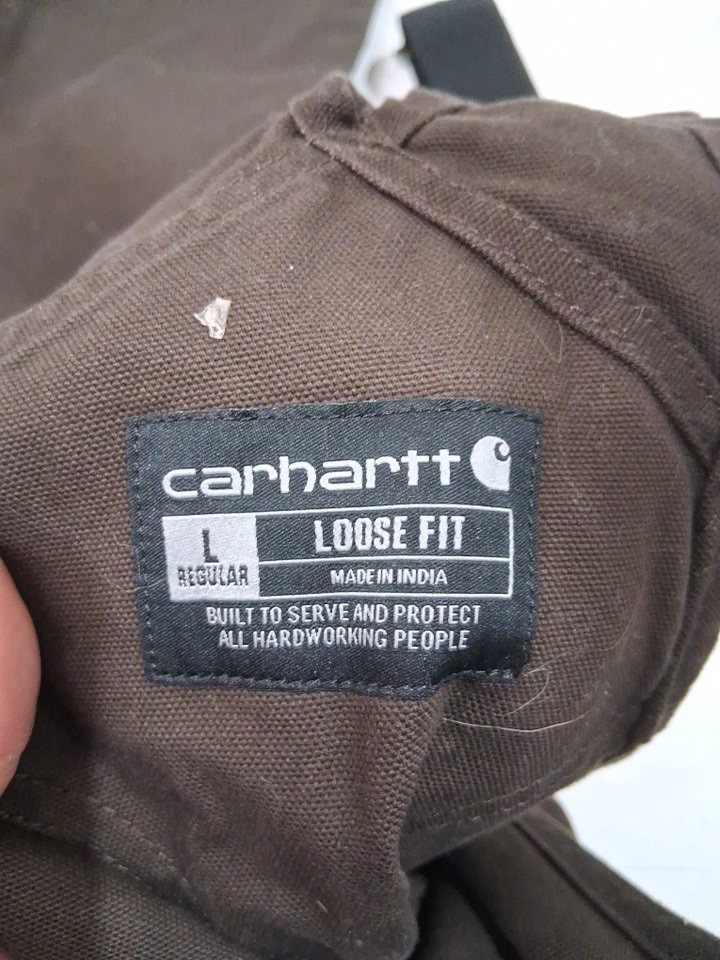 carhartt
L
REGULAR
LOOSE FIT
MADE IN INDIA
BUILT TO SERVE AND PROTECT
ALL HARDWORKING PEOPLE